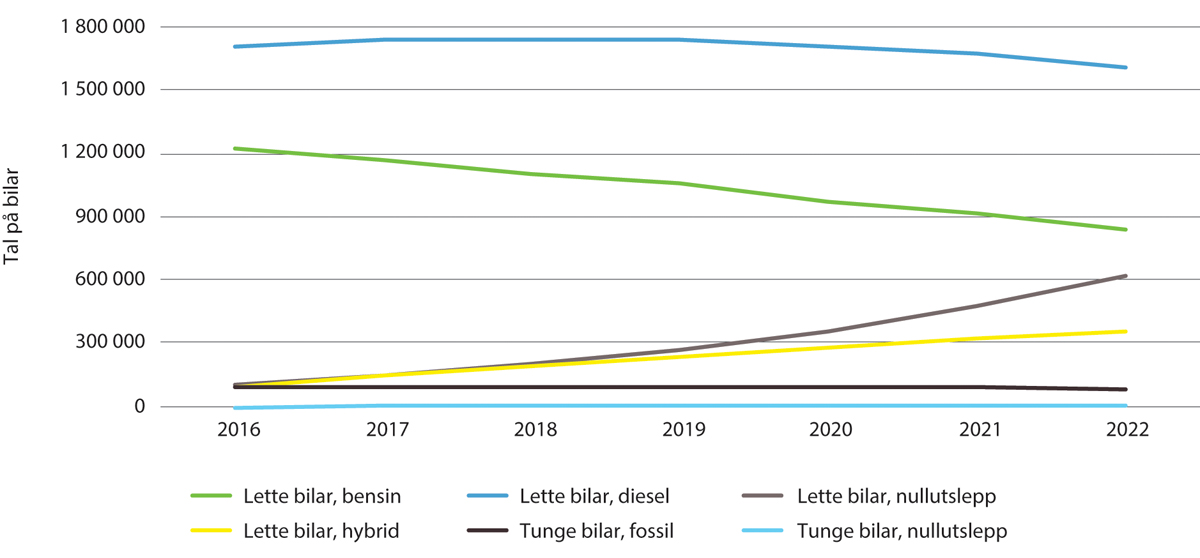 1 800 000
1 500 000
1 200 000
900 000
600 000
300 000
0
Tal på bilar
2016 2017 2018 2019 2020 2021 2022
Lette bilar, bensin Lette bilar, diesel Lette bilar, nullutslepp
Lette bilar, hybrid Tunge bilar, fossil Tunge bilar, nullutslepp